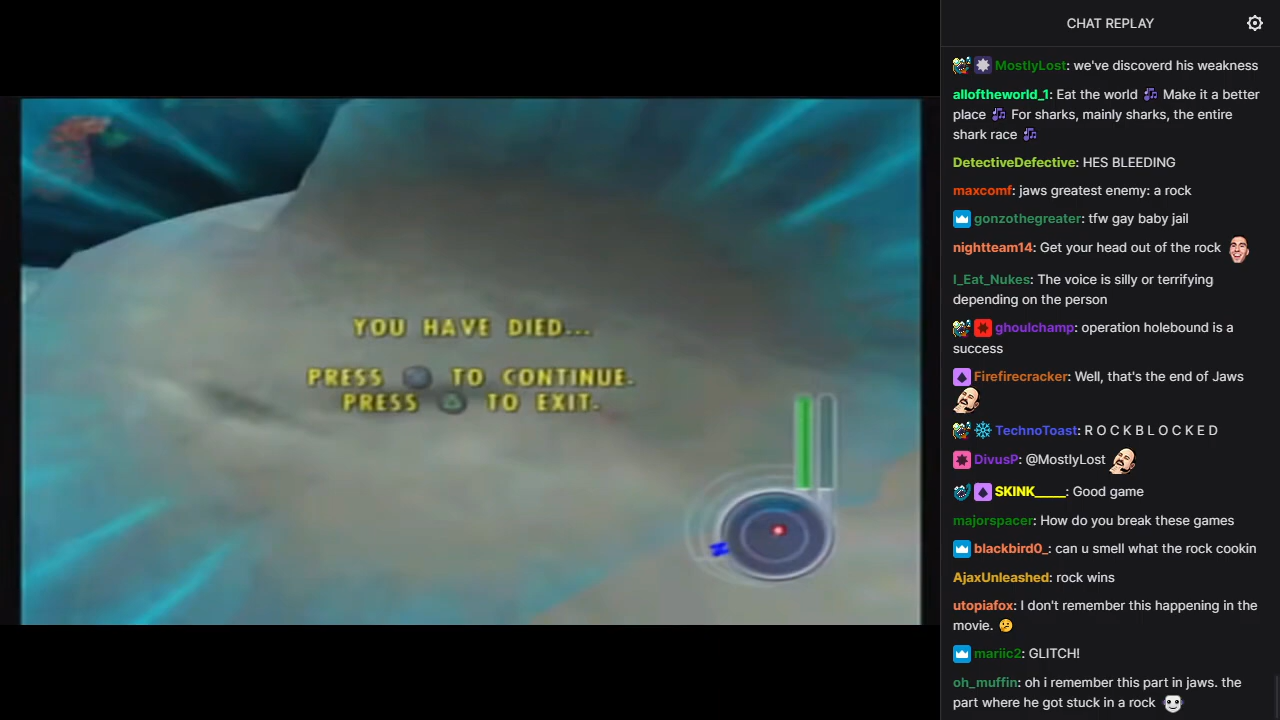 YOU HAVE DIED...
PRESS TO CONTINUE.
PRESS TO EXIT.
CHAT REPLAY
MostlyLost: we've discoverd his weakness
alloftheworld_1: Eat the world 🎶 Make it a better
place 🎶 For sharks, mainly sharks, the entire
shark race 🎶
DetectiveDefective: HES BLEEDING
maxcomf: jaws greatest enemy: a rock
gonzothegreater: tfw gay baby jail
nightteam14: Get your head out of the rock
I_Eat_Nukes: The voice is silly or terrifying
depending on the person
ghoulchamp: operation holebound is a
success
Firefirecracker: Well, that's the end of Jaws
TechnoToast: R O C K B L O C K E D
DivusP: @MostlyLost
SKINK_____: Good game
majorspacer: How do you break these games
blackbird0_: can u smell what the rock cookin
AjaxUnleashed: rock wins
utopiafox: I don't remember this happening in the
movie. 🤔
mariic2: GLITCH!
oh_muffin: oh i remember this part in jaws. the
part where he got stuck in a rock